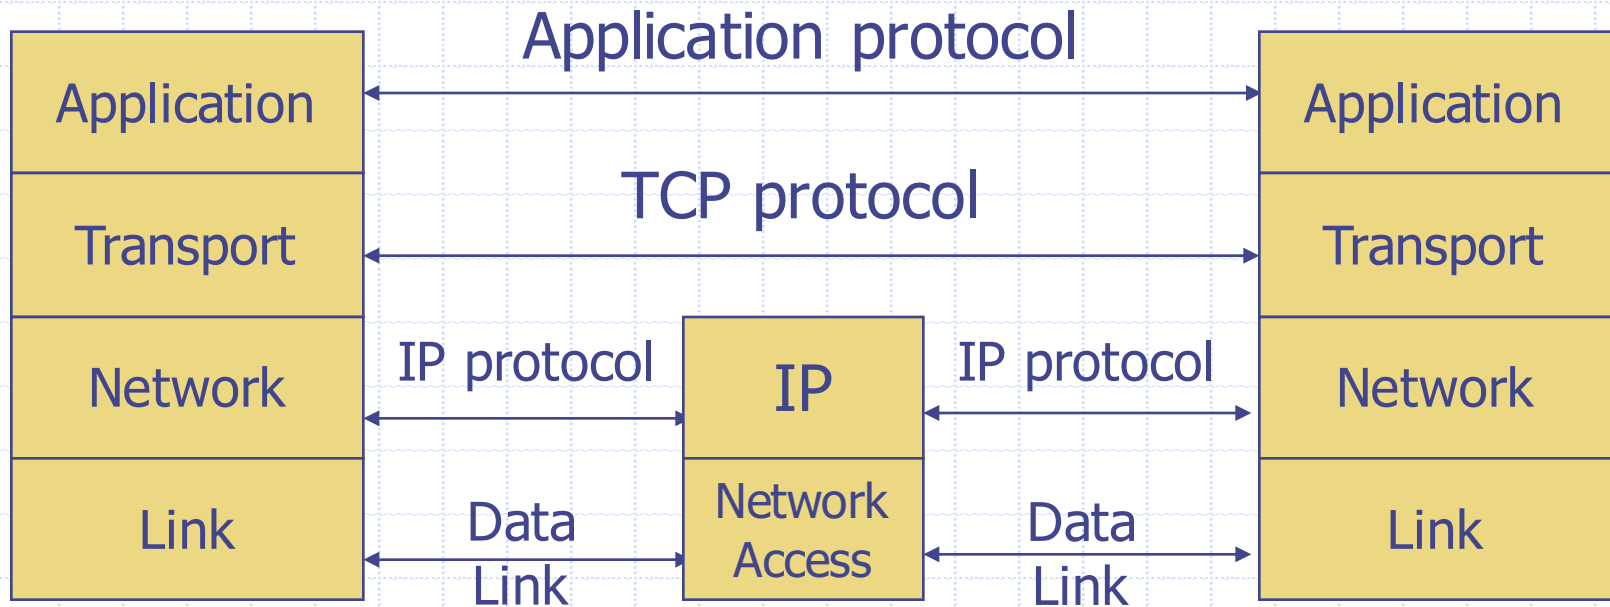 Application protocol
Application
Application
TCP protocol
Transport
Transport
IP protocol
IP
IP protocol
Network
Network
Data
Link
Network
Access
Data
Link
Link
Link